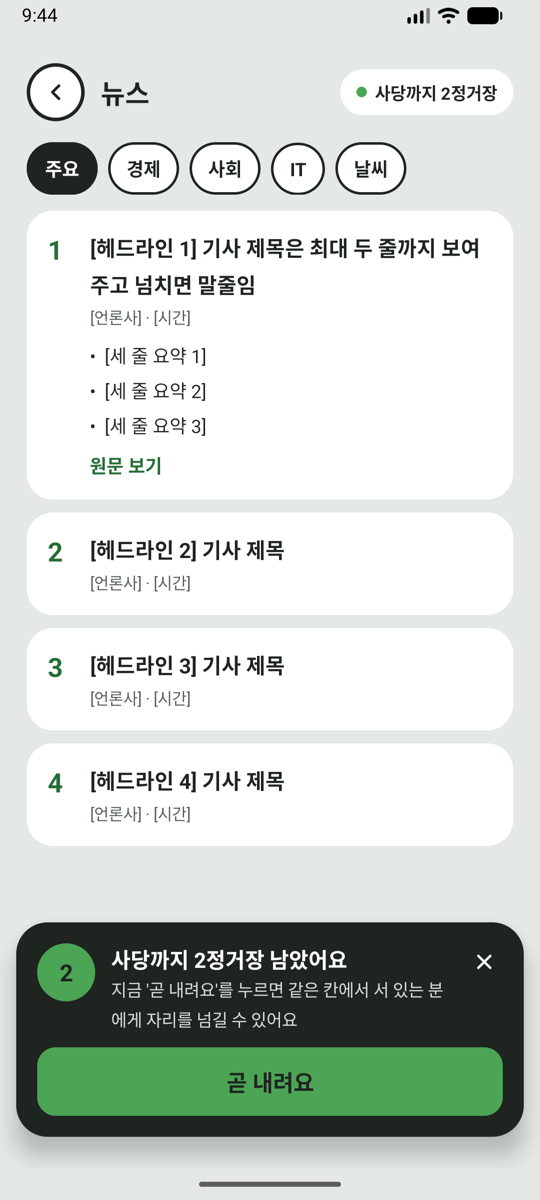 9:44
뉴스
사당까지 2정거장
주요
경제
사회
IT
날씨
1
[헤드라인 1] 기사 제목은 최대 두 줄까지 보여
주고 넘치면 말줄임
[언론사] · [시간]
• [세 줄 요약 1]
• [세 줄 요약 2]
• [세 줄 요약 3]
원문 보기
2
[헤드라인 2] 기사 제목
[언론사] · [시간]
3
[헤드라인 3] 기사 제목
[언론사] · [시간]
4
[헤드라인 4] 기사 제목
[언론사] · [시간]
2
사당까지 2정거장 남았어요
지금 '곧 내려요'를 누르면 같은 칸에서 서 있는 분
에게 자리를 넘길 수 있어요
곧 내려요